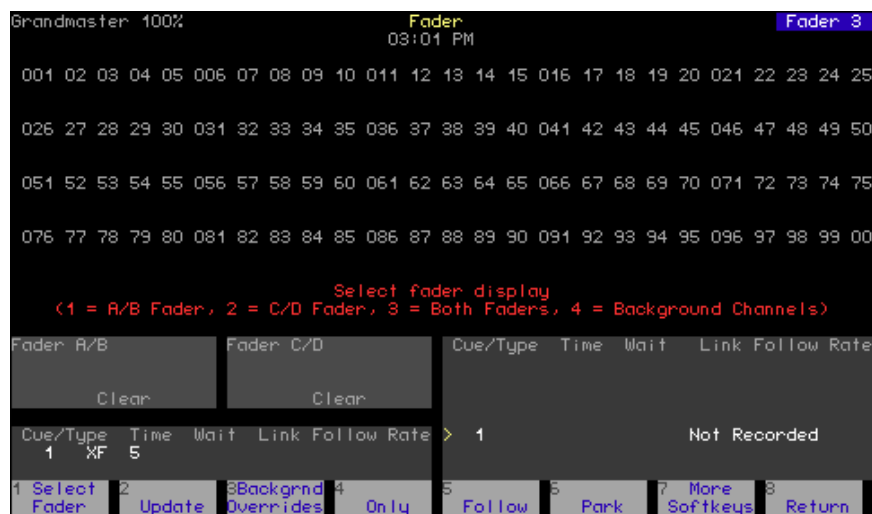 Grandmaster 100% Fader Fader 3
03:01 PM
001 02 03 04 05 006 07 08 09 10 011 12 13 14 15 016 17 18 19 20 021 22 23 24 25
026 27 28 29 30 031 32 33 34 35 036 37 38 39 40 041 42 43 44 45 046 47 48 49 50
051 52 53 54 55 056 57 58 59 60 061 62 63 64 65 066 67 68 69 70 071 72 73 74 75
076 77 78 79 80 081 82 83 84 85 086 87 88 89 90 091 92 93 94 95 096 97 98 99 00
Select fader display
(1 = A/B Fader, 2 = C/D Fader, 3 = Both Faders, 4 = Background Channels)
Fader A/B Fader C/D Cue/Type Time Wait Link Follow Rate
Clear Clear
Cue/Type Time Wait Link Follow Rate > 1 Not Recorded
1 XF 5
1 Select 2 3Backgrnd 4 5 6 7 More 8
Fader Update Overrides Only Follow Park Softkeys Return